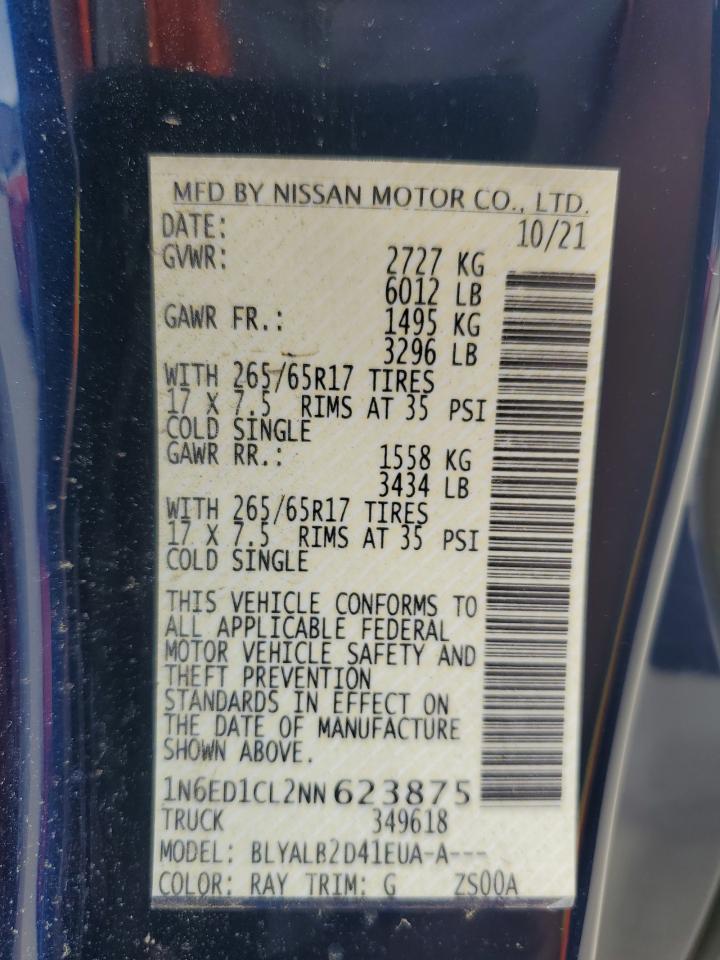 MFD BY NISSAN MOTOR CO., LTD.
DATE: 10/21
GVWR: 2727 KG
6012 LB
GAWR FR.: 1495 KG
3296 LB
WITH 265/65R17 TIRES
17 X 7.5 RIMS AT 35 PSI
COLD SINGLE
GAWR RR.: 1558 KG
3434 LB
WITH 265/65R17 TIRES
17 X 7.5 RIMS AT 35 PSI
COLD SINGLE
THIS VEHICLE CONFORMS TO
ALL APPLICABLE FEDERAL
MOTOR VEHICLE SAFETY AND
THEFT PREVENTION
STANDARDS IN EFFECT ON
THE DATE OF MANUFACTURE
SHOWN ABOVE.
1N6ED1CL2NN623875
TRUCK 349618
MODEL: BLYALB2D41EUA-A---
COLOR: RAY TRIM: G ZS00A